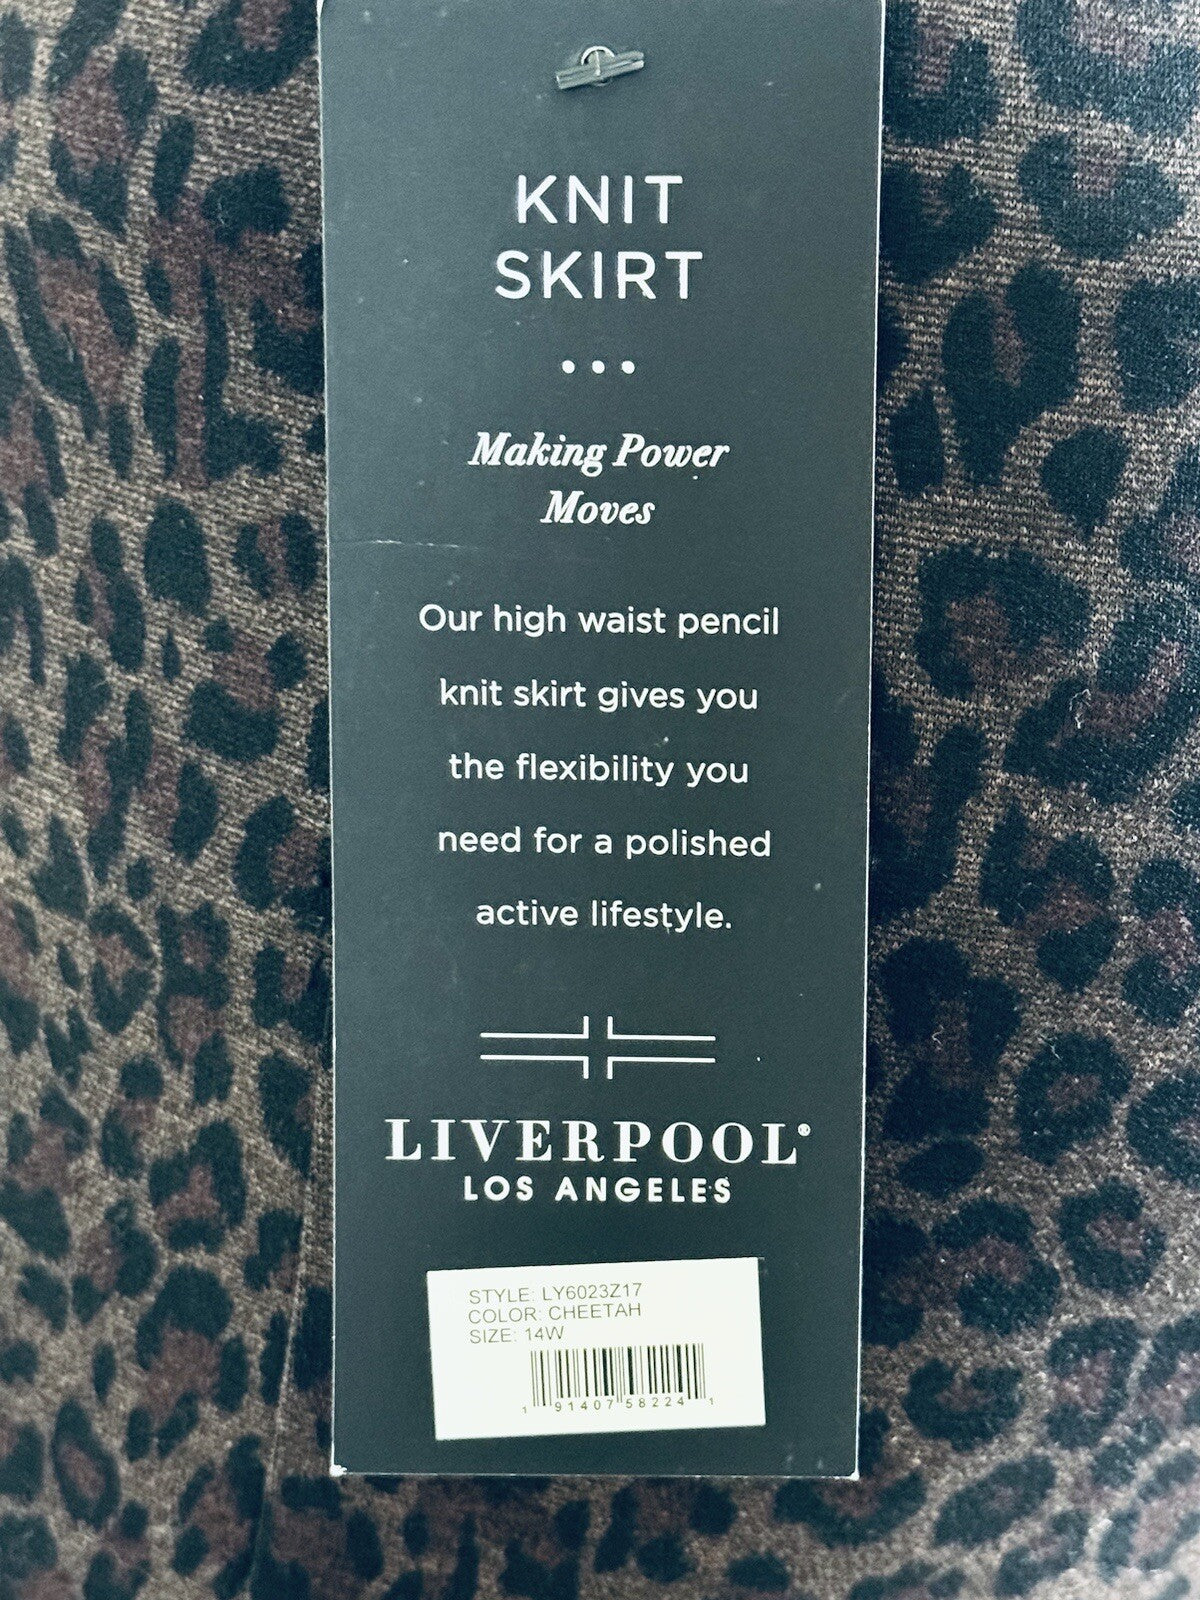 KNIT
SKIRT
Making Power
Moves
Our high waist pencil
knit skirt gives you
the flexibility you
need for a polished
active lifestyle.
LIVERPOOL®
LOS ANGELES
STYLE: LY6023Z17
COLOR: CHEETAH
SIZE: 14W
1 91407 58224 1